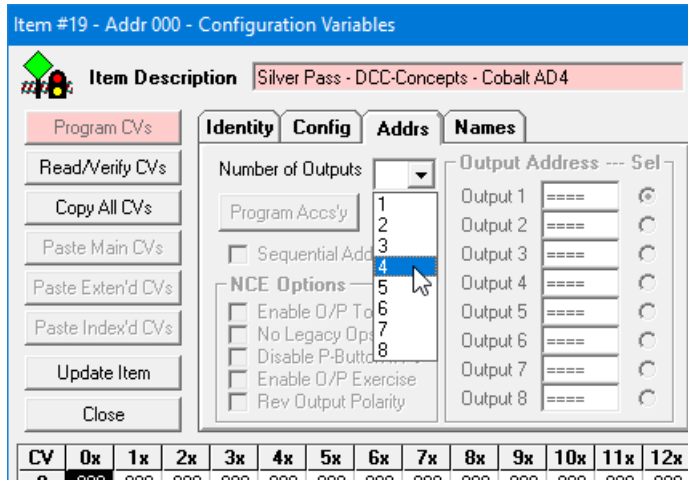 Item #19 - Addr 000 - Configuration Variables
Item Description Silver Pass - DCC-Concepts - Cobalt AD4
Program CVs
Read/Verify CVs
Copy All CVs
Paste Main CVs
Paste Exten'd CVs
Paste Index'd CVs
Update Item
Close
Identity Config Addrs Names
Number of Outputs
1
2
3
4
5
6
7
8
Program Accs'y
Sequential Add
NCE Options
Enable O/P To
No Legacy Ops
Disable P-Button
Enable O/P Exercise
Rev Output Polarity
Output Address --- Sel
Output 1 ====
Output 2 ====
Output 3 ====
Output 4 ====
Output 5 ====
Output 6 ====
Output 7 ====
Output 8 ====
CV 0x 1x 2x 3x 4x 5x 6x 7x 8x 9x 10x 11x 12x